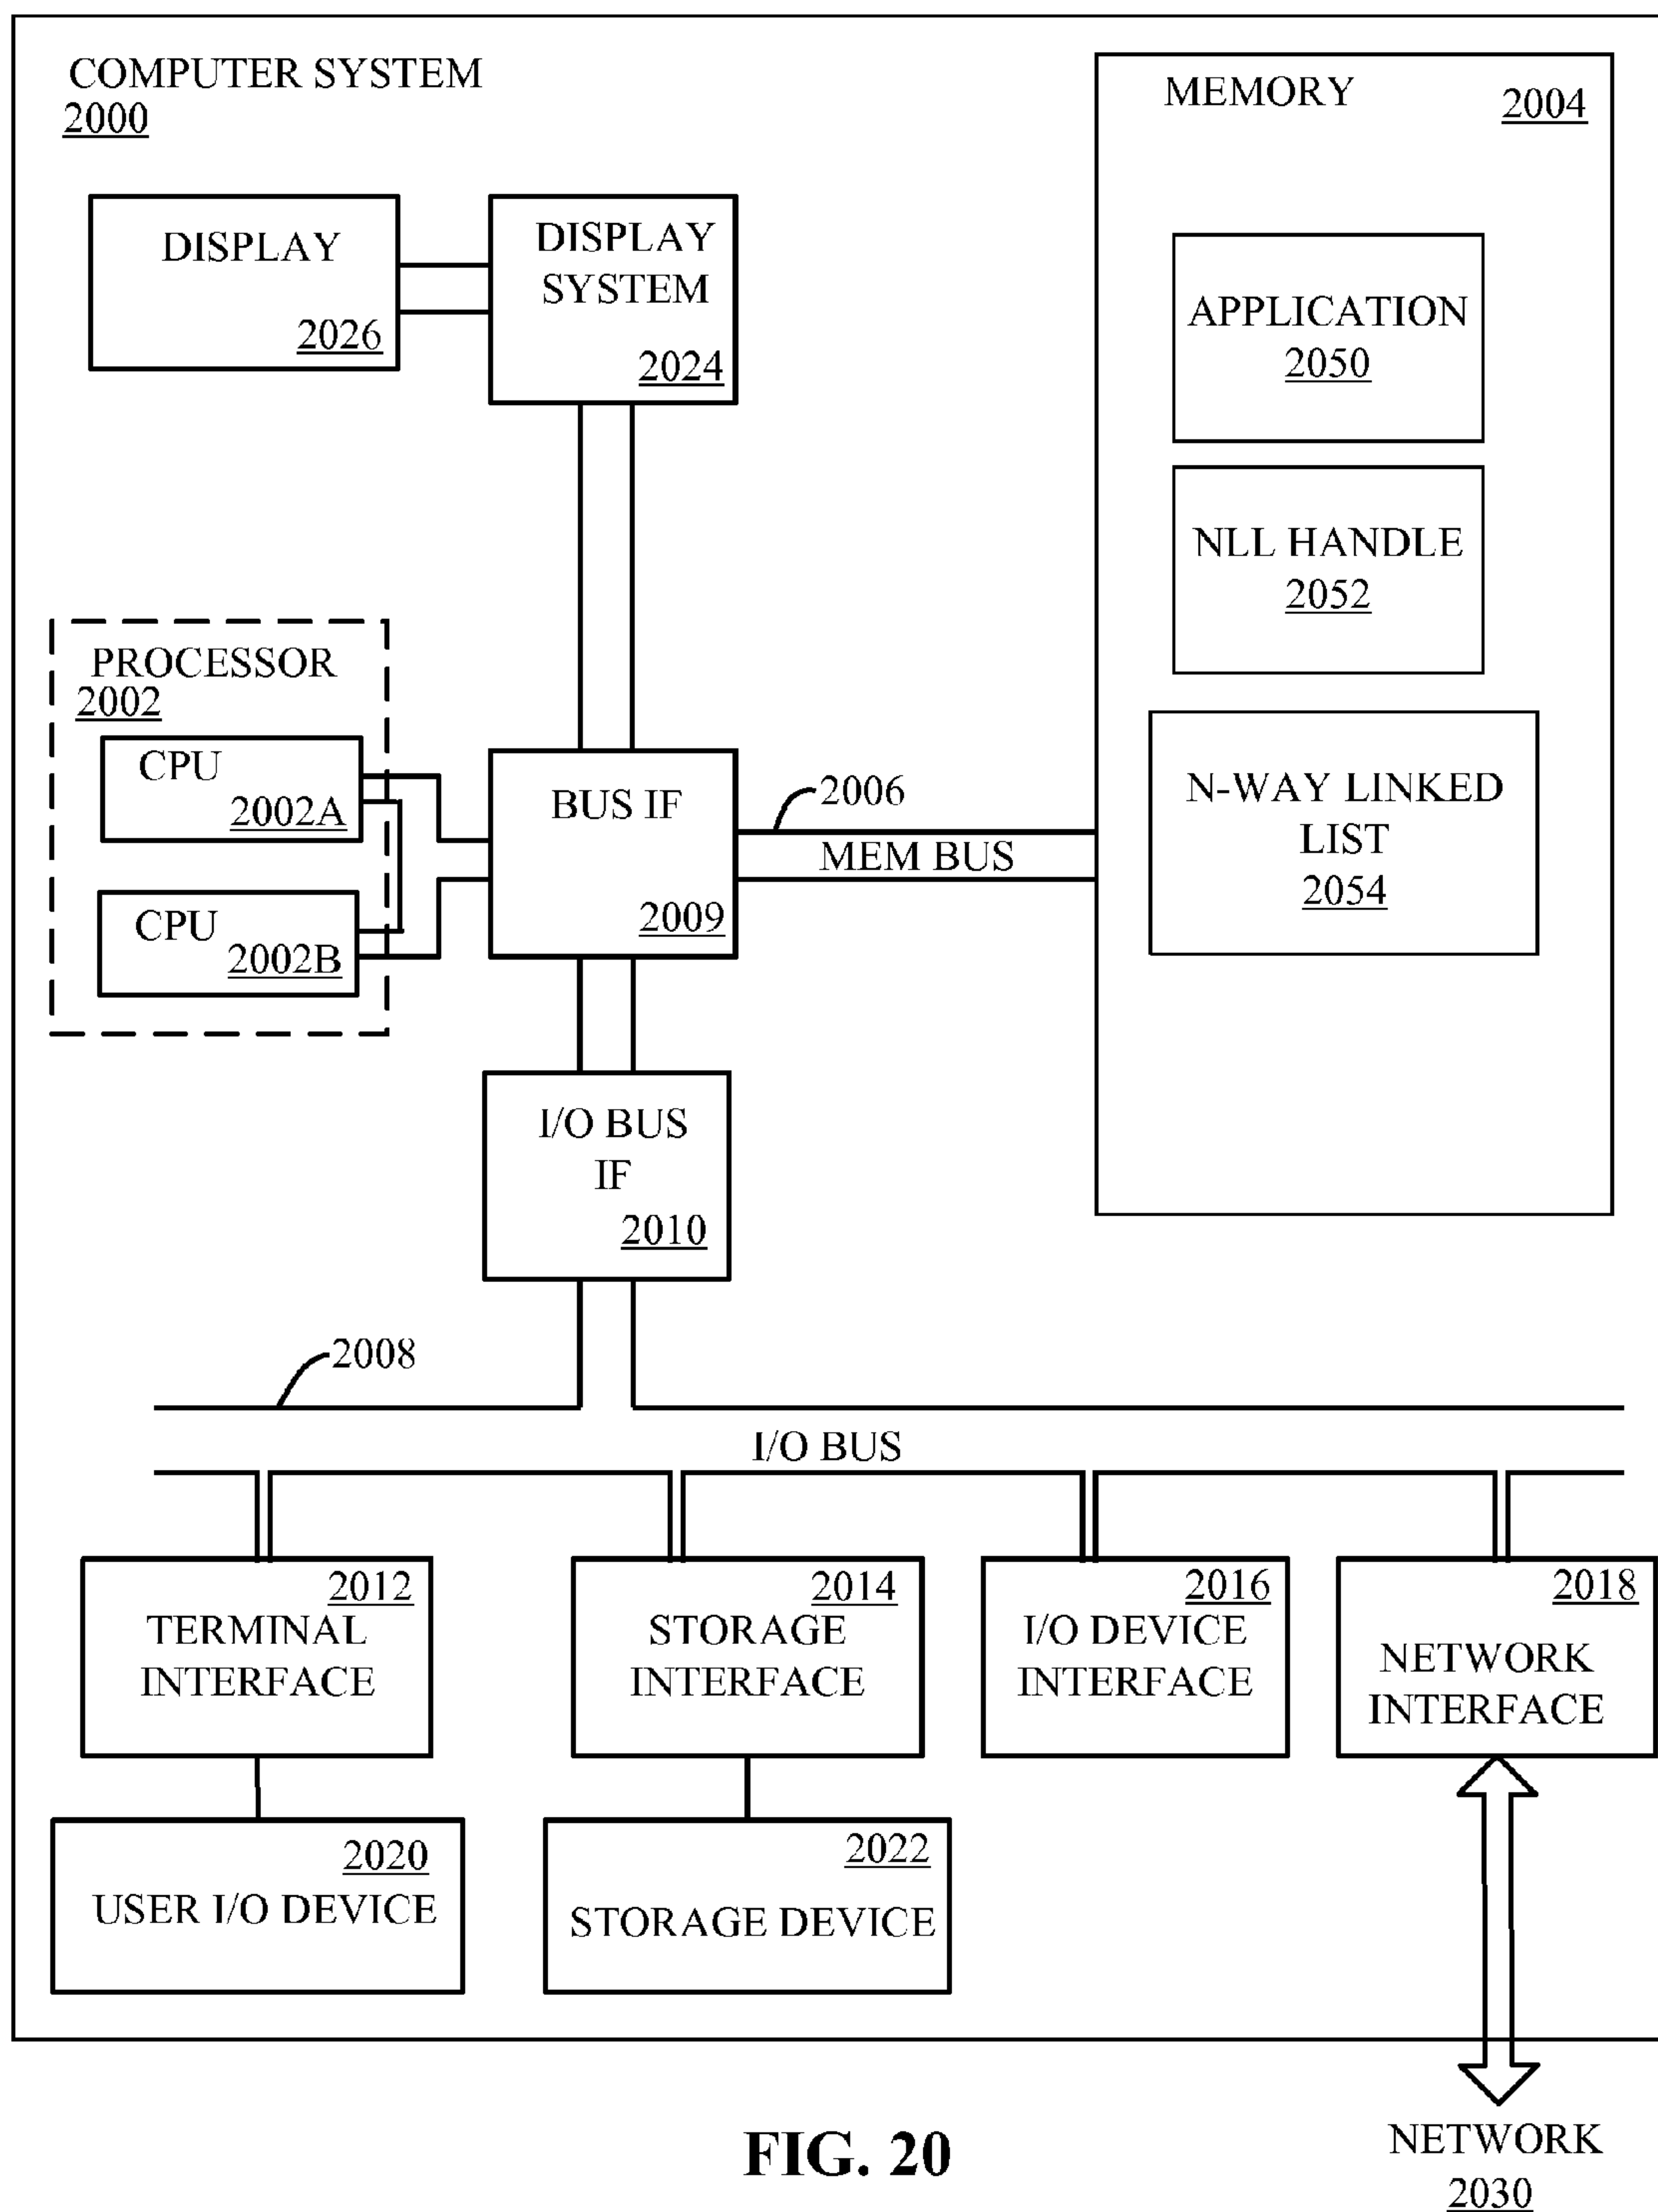 COMPUTER SYSTEM
2000
MEMORY
2004
DISPLAY
2026
DISPLAY
SYSTEM
2024
APPLICATION
2050
NLL HANDLE
2052
N-WAY LINKED
LIST
2054
PROCESSOR
2002
CPU
2002A
CPU
2002B
BUS IF
2009
2006
MEM BUS
I/O BUS
IF
2010
2008
I/O BUS
2012
TERMINAL
INTERFACE
2014
STORAGE
INTERFACE
2016
I/O DEVICE
INTERFACE
2018
NETWORK
INTERFACE
2020
USER I/O DEVICE
2022
STORAGE DEVICE
NETWORK
2030
FIG. 20